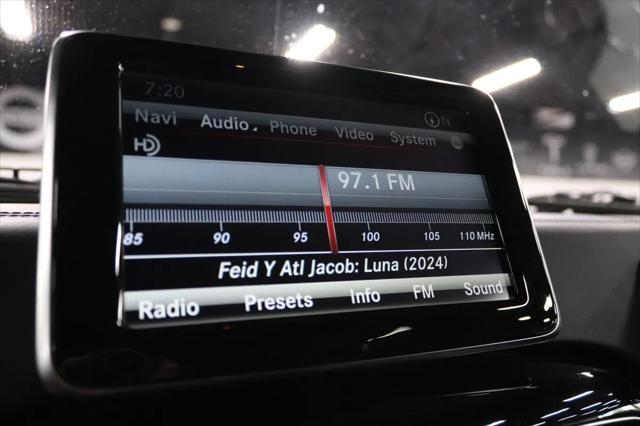 7:20
Navi Audio Phone Video System N
HD
97.1 FM
85 90 95 100 105 110 MHz
Feid Y Atl Jacob: Luna (2024)
Radio Presets Info FM Sound